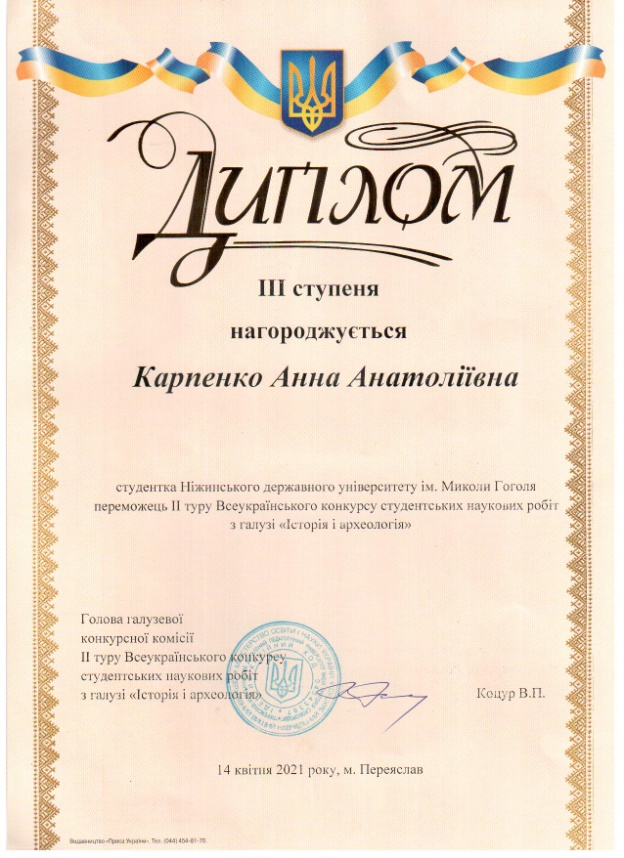 Диплом
ІІІ ступеня
нагороджується
Карпенко Анна Анатоліївна
студентка Ніжинського державного університету ім. Миколи Гоголя
переможець ІІ туру Всеукраїнського конкурсу студентських наукових робіт
з галузі «Історія і археологія»
Голова галузевої
конкурсної комісії
ІІ туру Всеукраїнського конкурсу
студентських наукових робіт
з галузі «Історія і археологія»
Коцур В.П.
14 квітня 2021 року, м. Переяслав
Видавництво «Преса України». Тел. (044) 454-81-70.